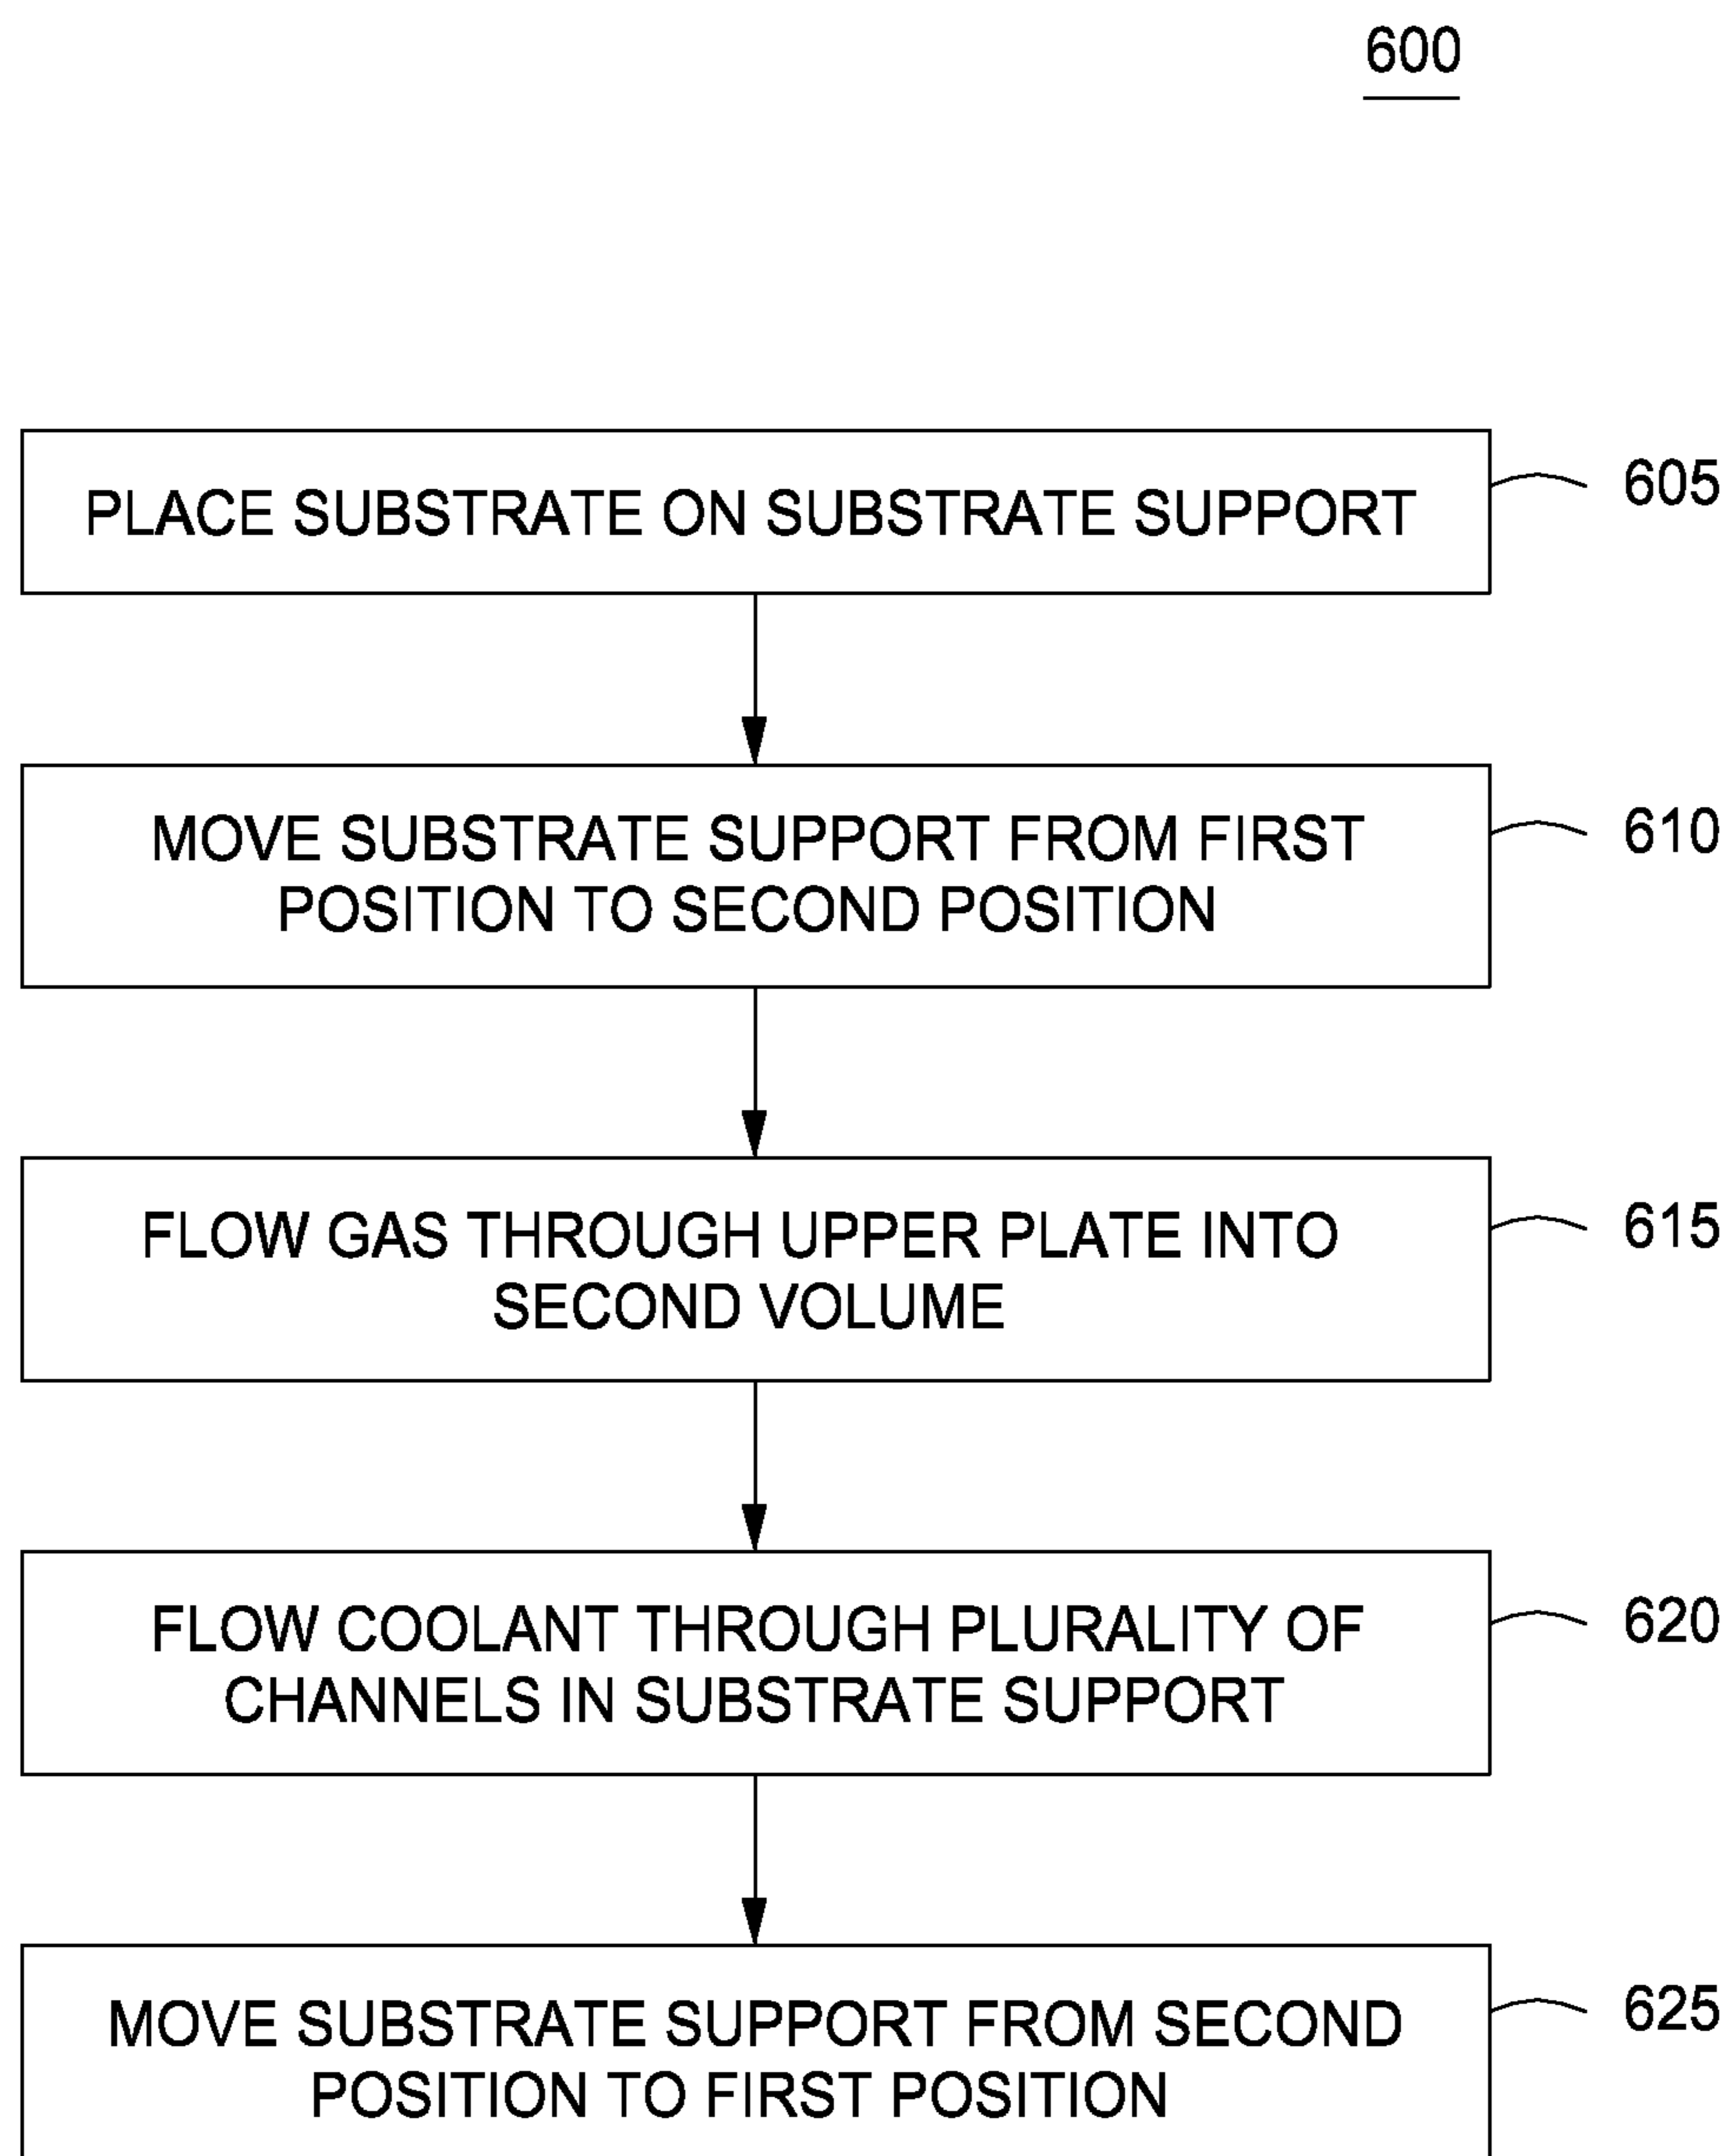 600
PLACE SUBSTRATE ON SUBSTRATE SUPPORT
605
MOVE SUBSTRATE SUPPORT FROM FIRST
POSITION TO SECOND POSITION
610
FLOW GAS THROUGH UPPER PLATE INTO
SECOND VOLUME
615
FLOW COOLANT THROUGH PLURALITY OF
CHANNELS IN SUBSTRATE SUPPORT
620
MOVE SUBSTRATE SUPPORT FROM SECOND
POSITION TO FIRST POSITION
625